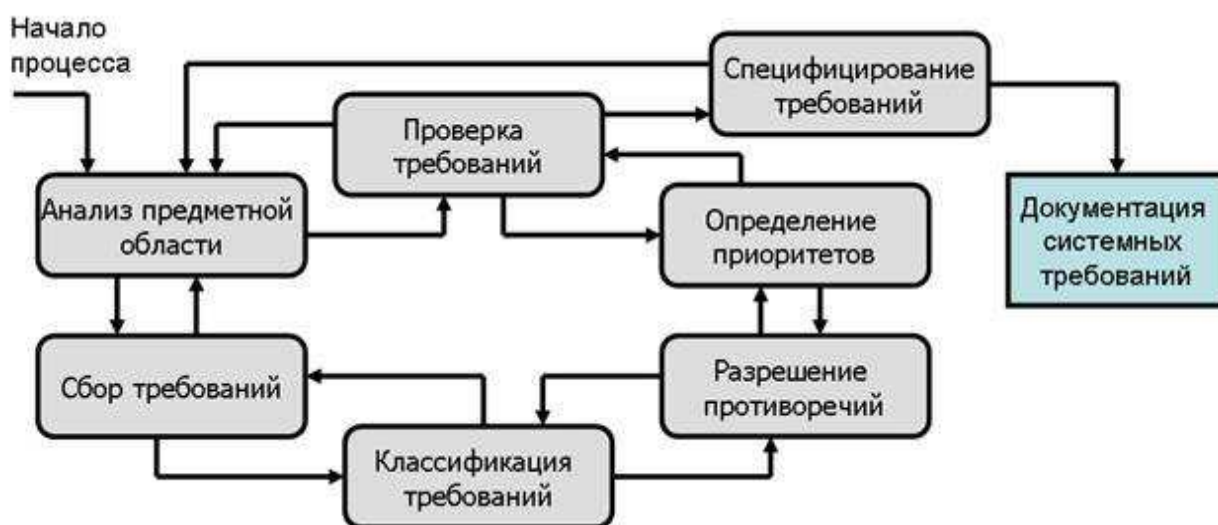 Начало
процесса
Специфицирование
требований
Проверка
требований
Анализ предметной
области
Определение
приоритетов
Документация
системных
требований
Сбор требований
Разрешение
противоречий
Классификация
требований